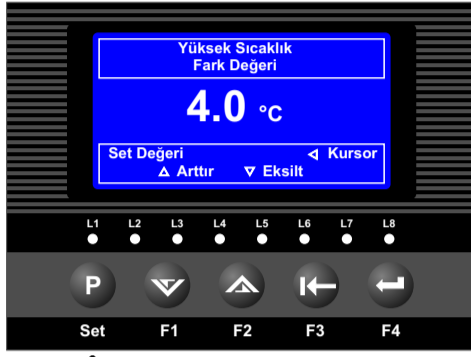 Yüksek Sıcaklık
Fark Değeri
4.0 °C
Set Değeri ◁ Kursor
△ Arttır ▽ Eksilt
L1 L2 L3 L4 L5 L6 L7 L8
P
Set F1 F2 F3 F4